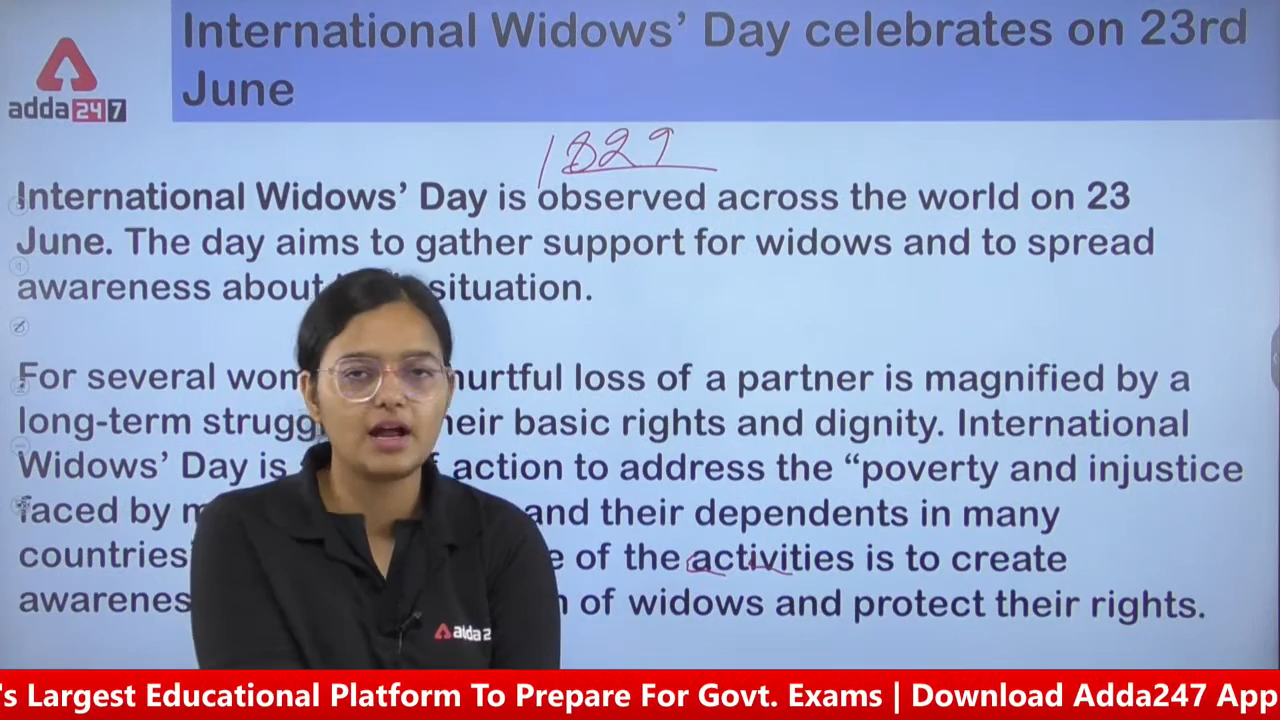 International Widows' Day celebrates on 23rd
June
adda247
1829
International Widows' Day is observed across the world on 23
June. The day aims to gather support for widows and to spread
awareness about situation.
For several hurtful loss of a partner is magnified by a
long-term their basic rights and dignity. International
Widows' Day is action to address the “poverty and injustice
faced by and their dependents in many
countries of the activities is to create
of widows and protect their rights.
adda 2
's Largest Educational Platform To Prepare For Govt. Exams | Download Adda247 App